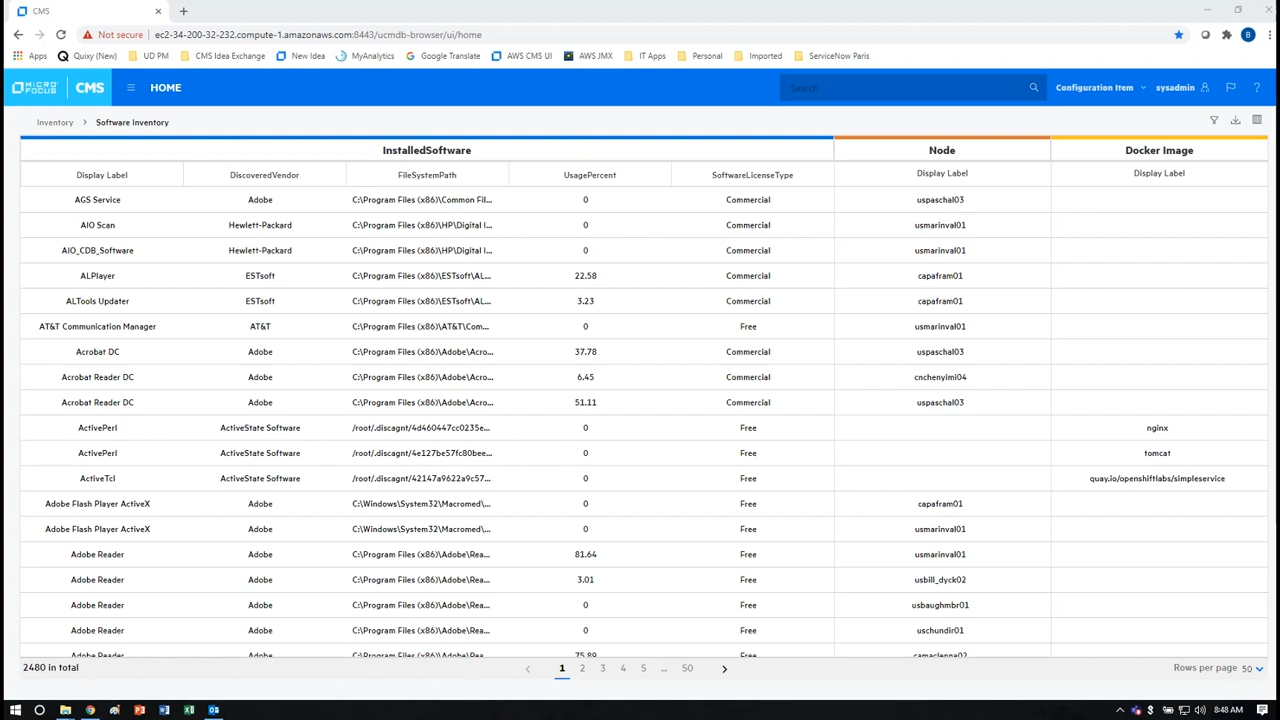 CMS
Not secure
ec2-34-200-32-232.compute-1.amazonaws.com:8443/ucmdb-browser/ui/home
B
Apps
Quixy (New)
UD PM
CMS Idea Exchange
New Idea
MyAnalytics
Google Translate
AWS CMS UI
AWS JMX
IT Apps
Personal
Imported
ServiceNow Paris
MICRO FOCUS
CMS
HOME
Search
Configuration Item
sysadmin
Inventory > Software Inventory
InstalledSoftware Node Docker Image
Display Label DiscoveredVendor FileSystemPath UsagePercent SoftwareLicenseType Display Label Display Label
AGS Service Adobe C:\Program Files (x86)\Common Fil... 0 Commercial uspaschal03
AIO Scan Hewlett-Packard C:\Program Files (x86)\HP\Digital I... 0 Commercial usmarinval01
AIO_CDB_Software Hewlett-Packard C:\Program Files (x86)\HP\Digital I... 0 Commercial usmarinval01
ALPlayer ESTsoft C:\Program Files (x86)\ESTsoft\AL... 22.58 Commercial capafram01
ALTools Updater ESTsoft C:\Program Files (x86)\ESTsoft\AL... 3.23 Commercial capafram01
AT&T Communication Manager AT&T C:\Program Files (x86)\AT&T\Com... 0 Free usmarinval01
Acrobat DC Adobe C:\Program Files (x86)\Adobe\Acro... 37.78 Commercial uspaschal03
Acrobat Reader DC Adobe C:\Program Files (x86)\Adobe\Acro... 6.45 Commercial cnchenyimi04
Acrobat Reader DC Adobe C:\Program Files (x86)\Adobe\Acro... 51.11 Commercial uspaschal03
ActivePerl ActiveState Software /root/.discagnt/4d460447cc0235e... 0 Free nginx
ActivePerl ActiveState Software /root/.discagnt/4e127be57fc80bee... 0 Free tomcat
ActiveTcl ActiveState Software /root/.discagnt/42147a9622a9c57... 0 Free quay.io/openshiftlabs/simpleservice
Adobe Flash Player ActiveX Adobe C:\Windows\System32\Macromed\... 0 Free capafram01
Adobe Flash Player ActiveX Adobe C:\Windows\System32\Macromed\... 0 Free usmarinval01
Adobe Reader Adobe C:\Program Files (x86)\Adobe\Rea... 81.64 Free usmarinval01
Adobe Reader Adobe C:\Program Files (x86)\Adobe\Rea... 3.01 Free usbill_dyck02
Adobe Reader Adobe C:\Program Files (x86)\Adobe\Rea... 0 Free usbaughmbr01
Adobe Reader Adobe C:\Program Files (x86)\Adobe\Rea... 0 Free uschundir01
Adobe Reader Adobe C:\Program Files (x86)\Adobe\Rea... 75.89 Free camaclenna02
2480 in total
1 2 3 4 5 ... 50
Rows per page 50
8:48 AM